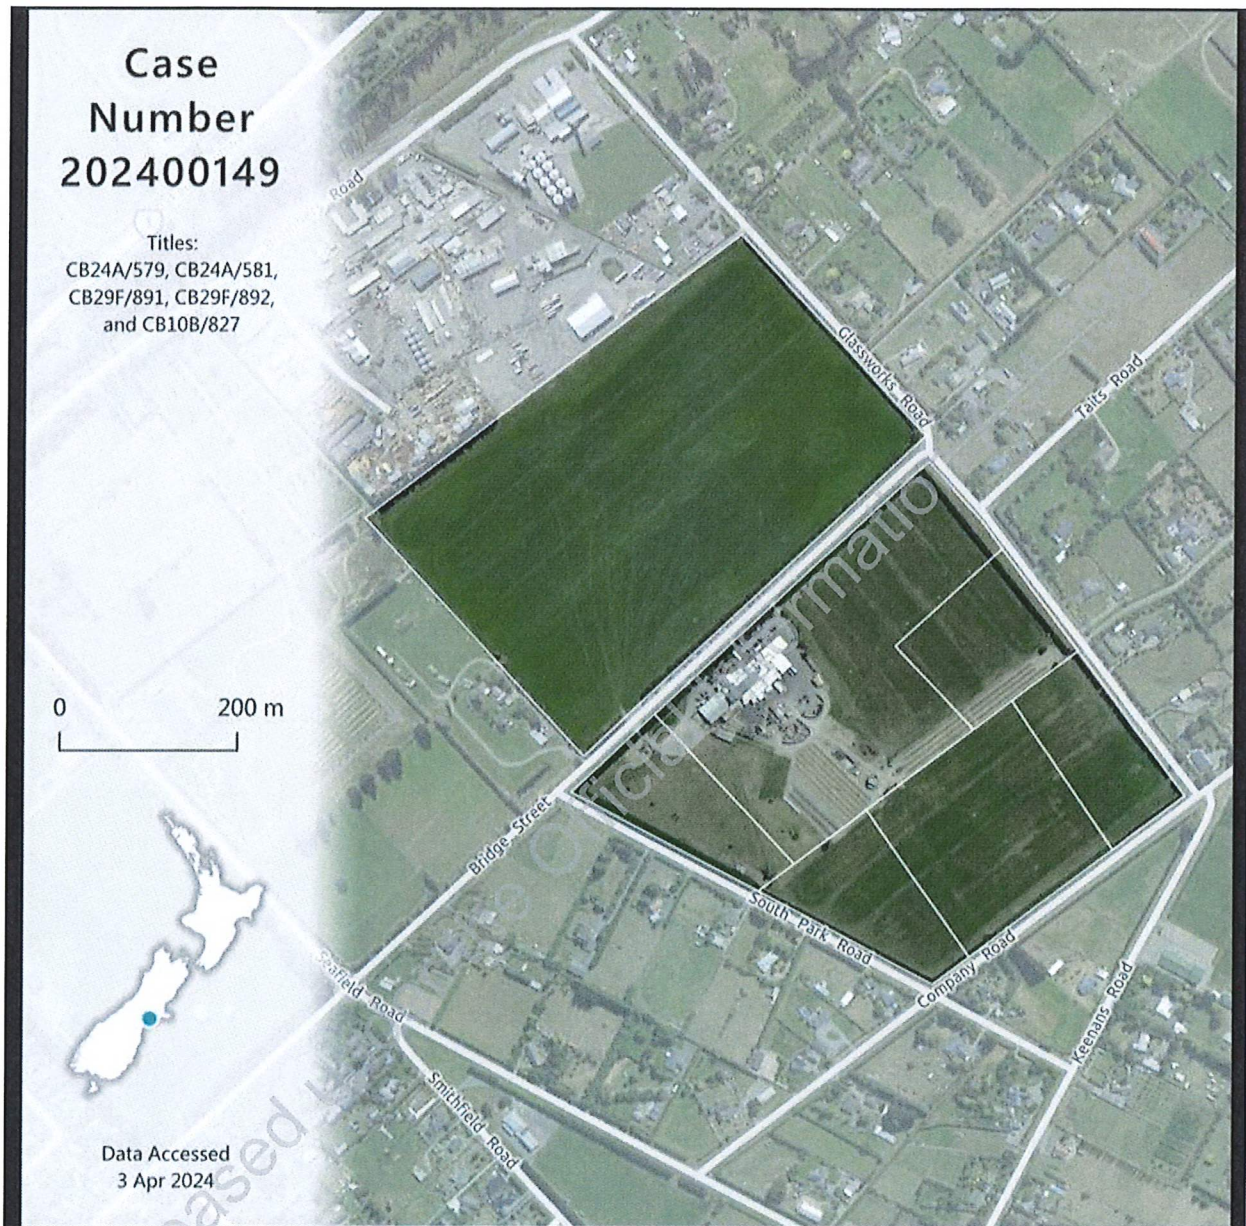 Case
Number
202400149
Titles:
CB24A/579, CB24A/581,
CB29F/891, CB29F/892,
and CB10B/827
Road
Glassworks Road
Taits Road
0 200 m
Bridge Street
South Park Road
Company Road
Keenans Road
Seafield Road
Smithfield Road
Data Accessed
3 Apr 2024
Official